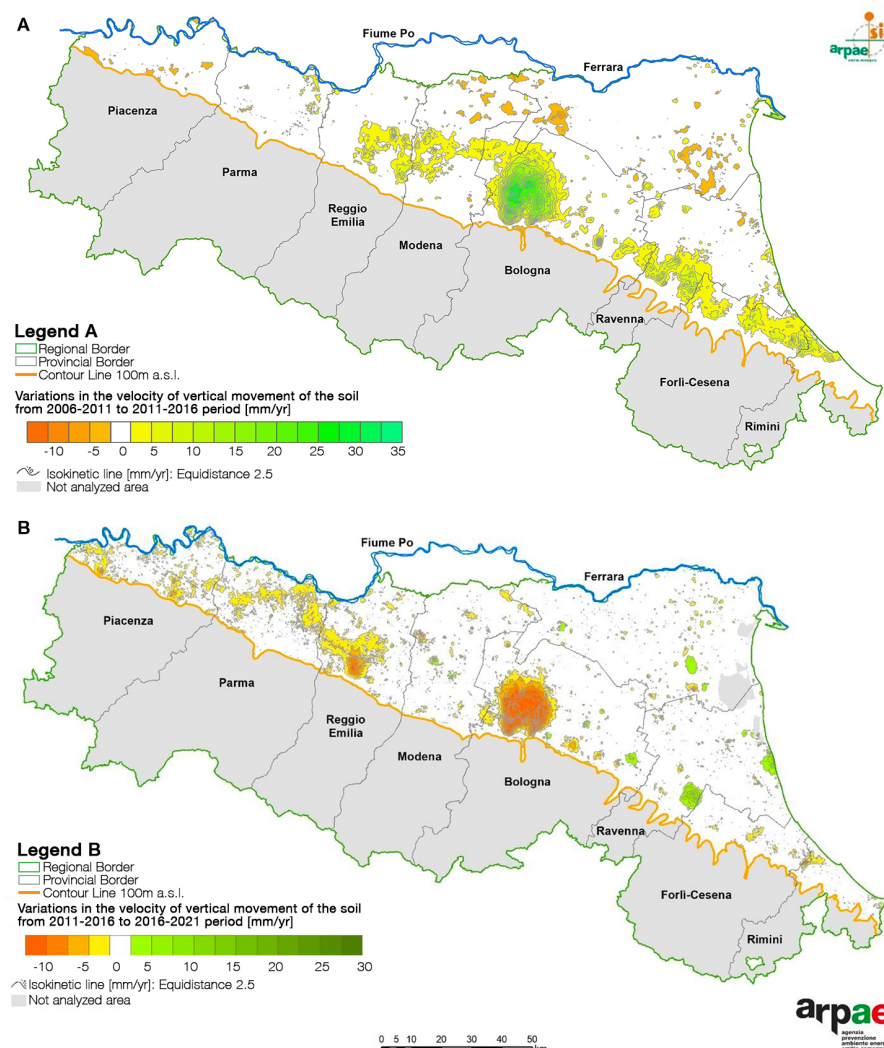 A
Fiume Po
Ferrara
arpae
Piacenza
Parma
Reggio
Emilia
Modena
Bologna
Ravenna
Forlì-Cesena
Rimini
Legend A
Regional Border
Provincial Border
Contour Line 100m a.s.l.
Variations in the velocity of vertical movement of the soil
from 2006-2011 to 2011-2016 period [mm/yr]
-10 -5 0 5 10 15 20 25 30 35
Isokinetic line [mm/yr]: Equidistance 2.5
Not analyzed area
B
Fiume Po
Ferrara
Piacenza
Parma
Reggio
Emilia
Modena
Bologna
Ravenna
Forlì-Cesena
Rimini
Legend B
Regional Border
Provincial Border
Contour Line 100m a.s.l.
Variations in the velocity of vertical movement of the soil
from 2011-2016 to 2016-2021 period [mm/yr]
-10 -5 0 5 10 15 20 25 30
Isokinetic line [mm/yr]: Equidistance 2.5
Not analyzed area
arpae
agenzia
prevenzione
0 5 10 20 30 40 50